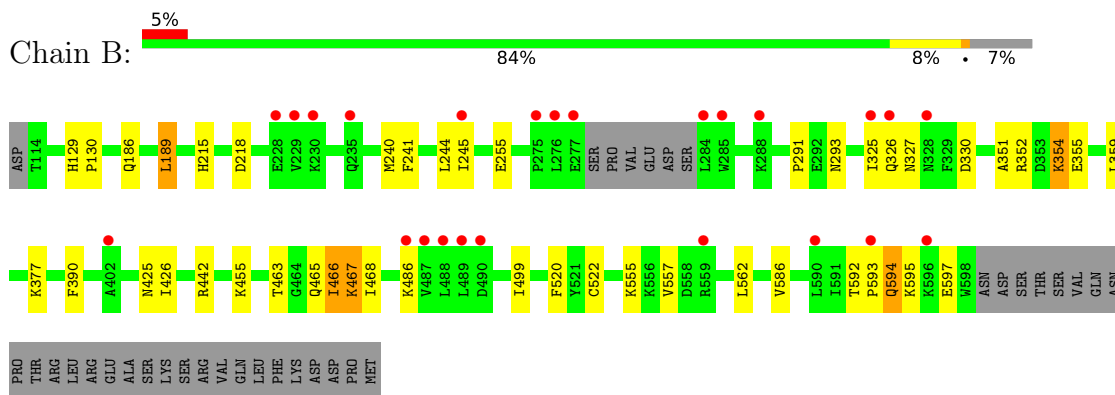 5%
Chain B:
84% 8% • 7%
ASP T114 H129 P130 Q186 L189 H215 D218 E228 V229 K230 Q235 M240 F241 L244 I245 E255 P275 L276 E277 SER PRO VAL GLU ASP SER L284 W285 K288 P291 E292 N293 I325 Q326 N327 N328 F329 D330 A351 R352 D353 K354 E355 L359
K377 F390 A402 N425 I426 R442 K455 T463 G464 Q465 I466 K467 I468 K486 V487 L488 L489 D490 I499 F520 Y521 C522 K555 K556 V557 D558 R559 L562 V586 L590 I591 T592 P593 Q594 K595 K596 E597 W598 ASN ASP SER THR SER VAL GLN ASN
PRO THR ARG LEU ARG GLU ALA SER LYS SER ARG VAL GLN LEU PHE LYS ASP ASP PRO MET